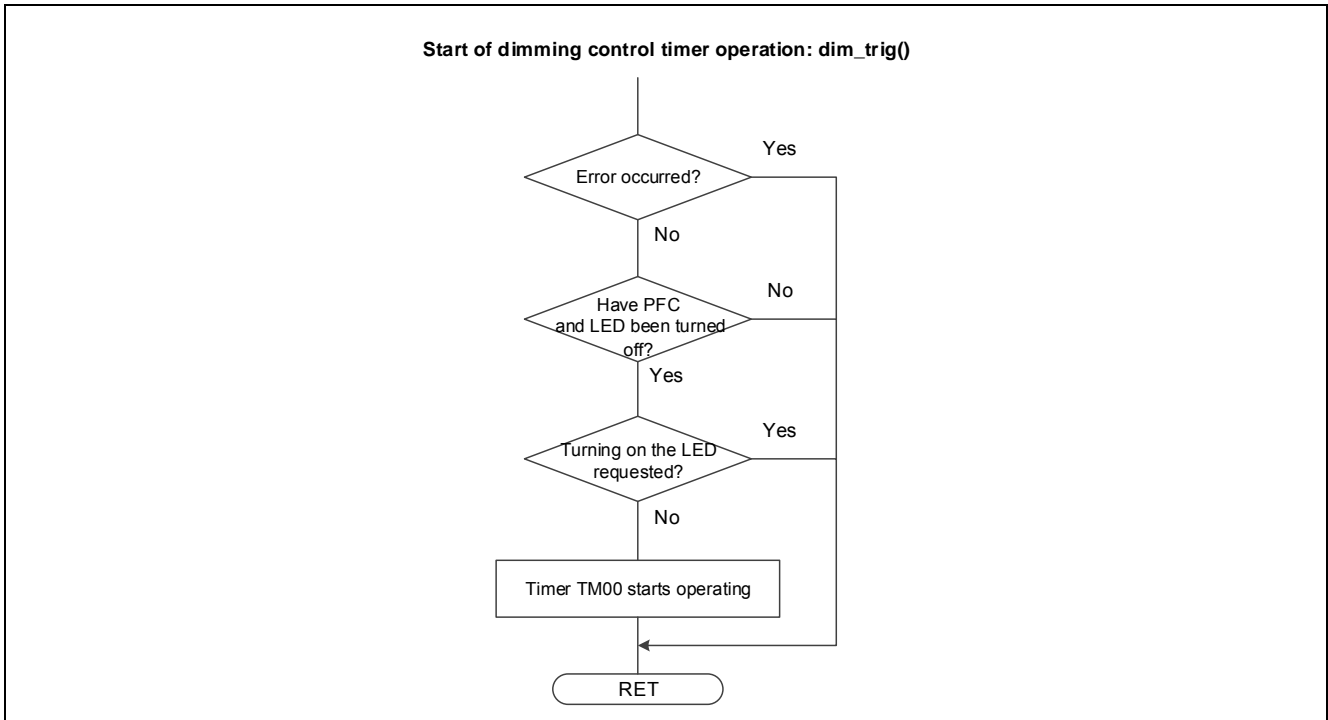 Start of dimming control timer operation: dim_trig()
Yes
Error occurred?
No
Have PFC
No
and LED been turned
off?
Yes
Yes
Turning on the LED
requested?
No
Timer TM00 starts operating
RET